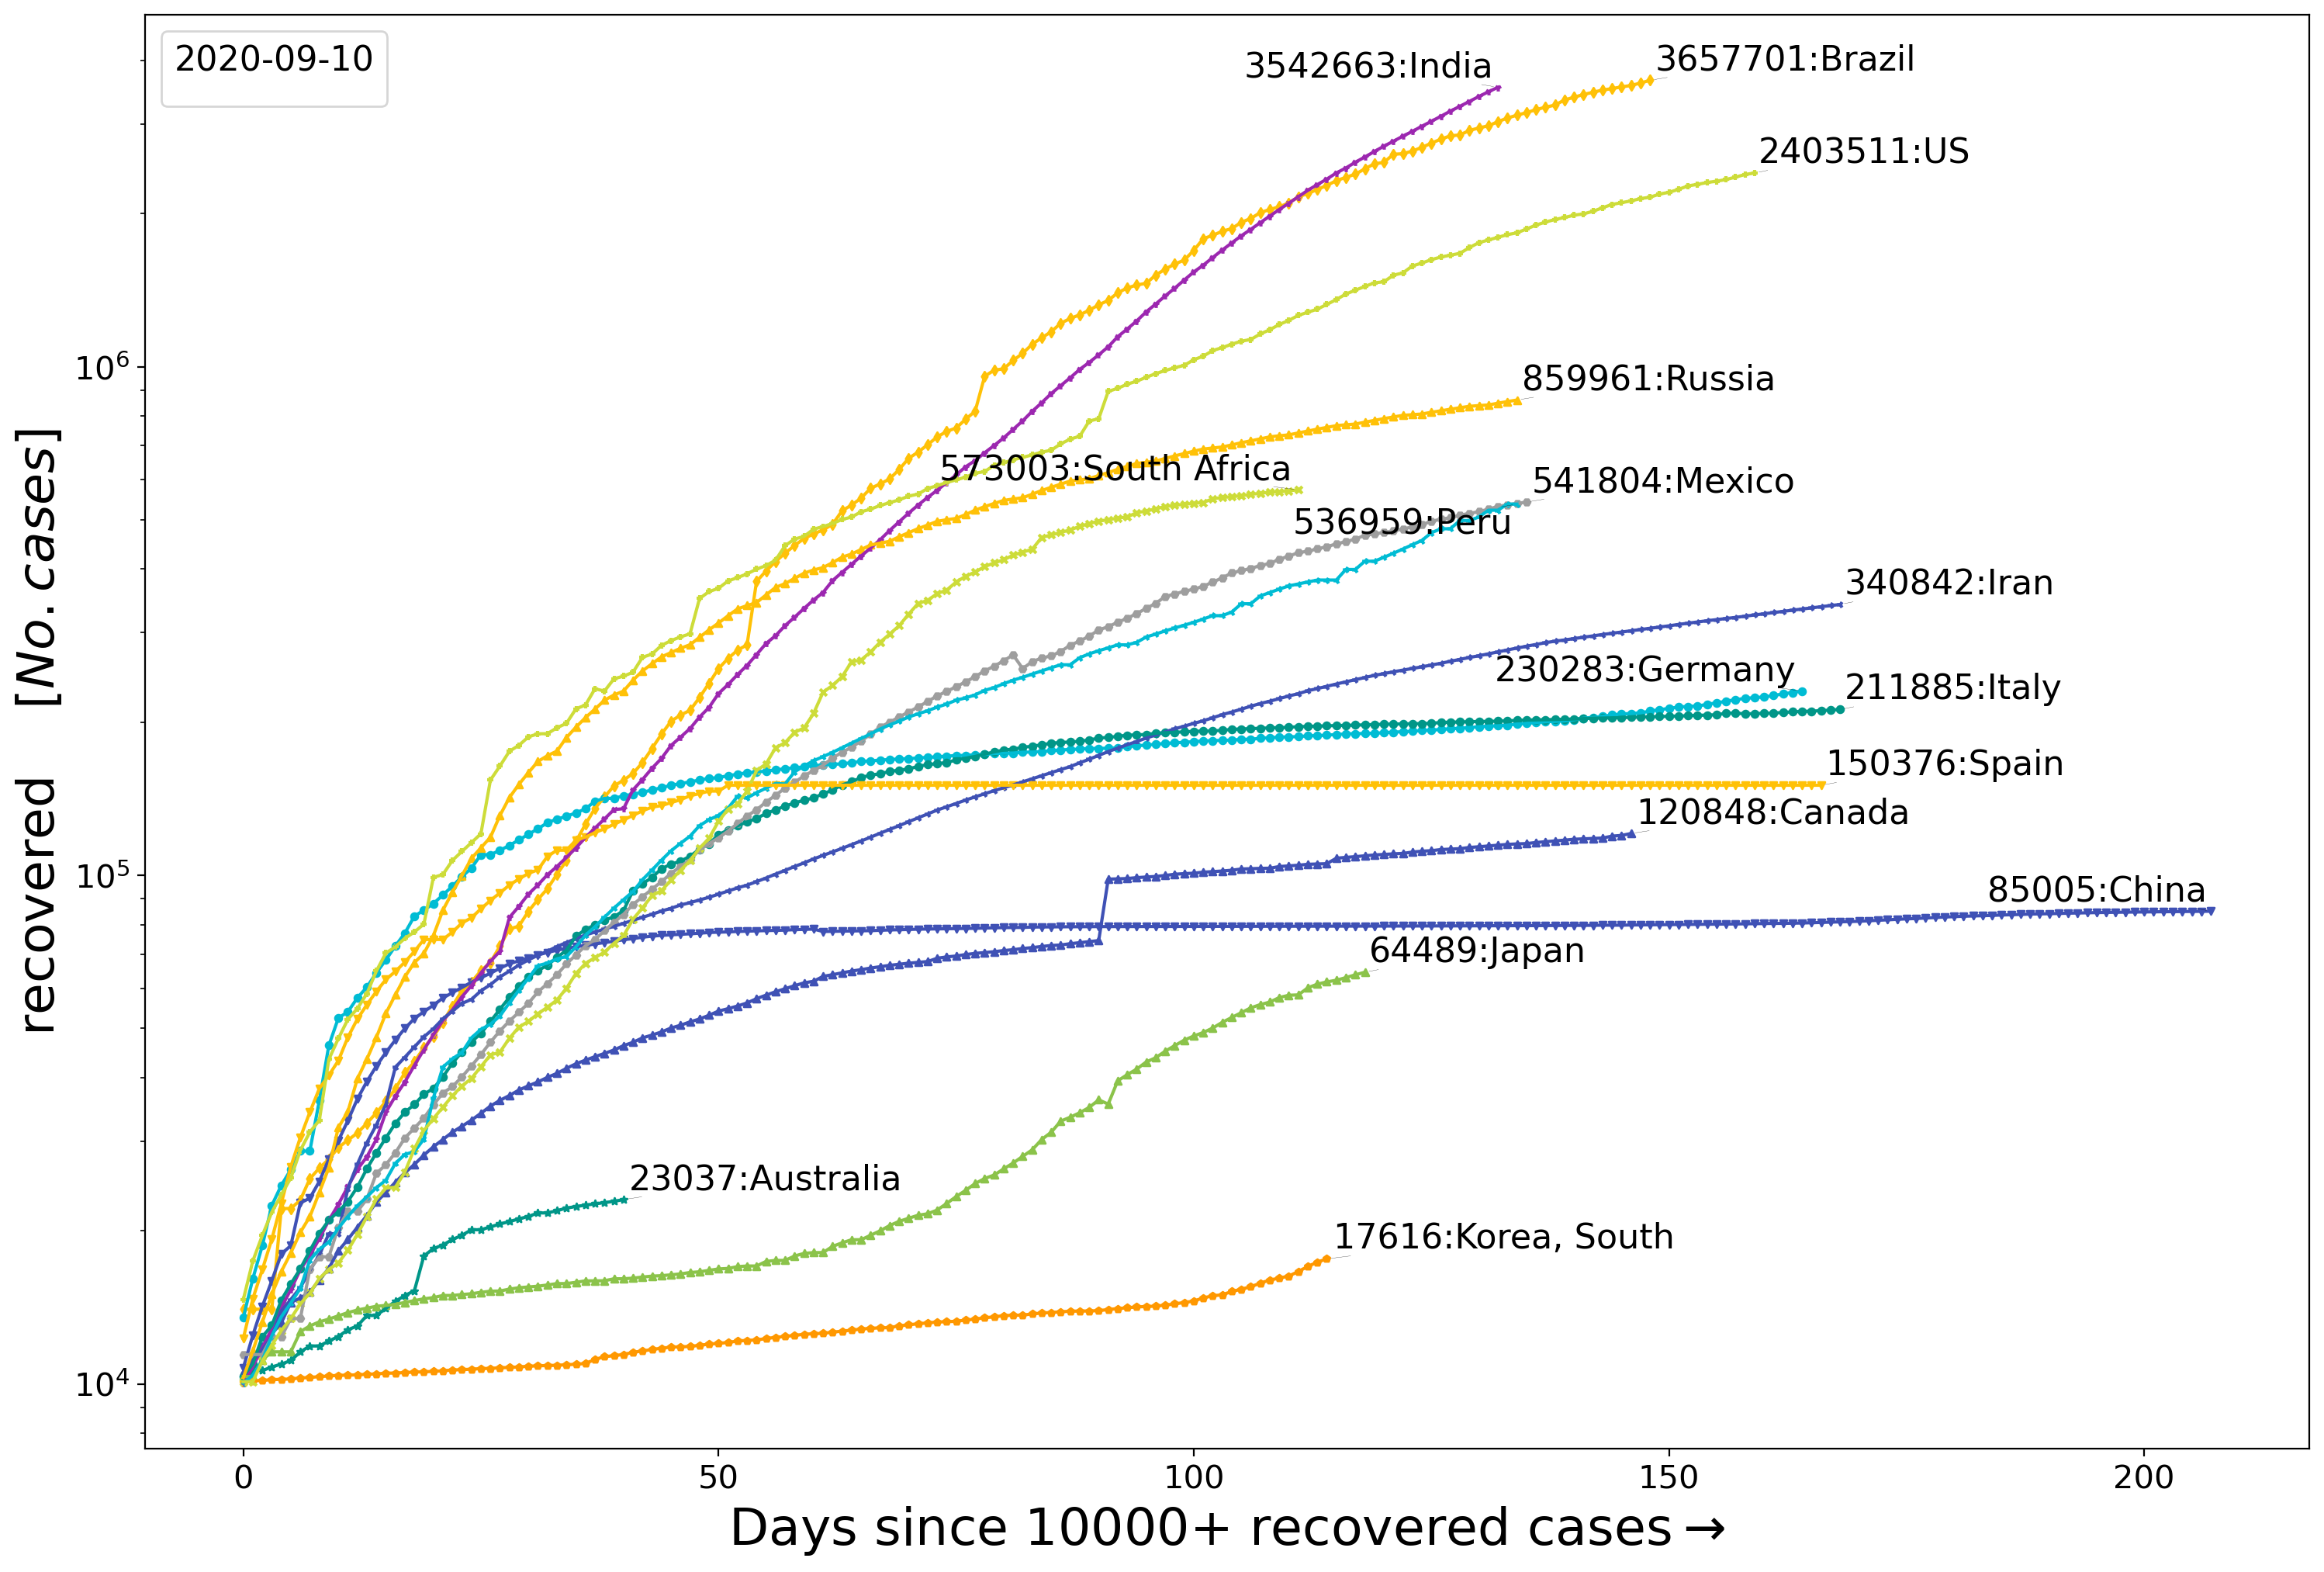 2020-09-10
3542663:India
3657701:Brazil
2403511:US
859961:Russia
573003:South Africa
541804:Mexico
536959:Peru
340842:Iran
230283:Germany
211885:Italy
150376:Spain
120848:Canada
85005:China
64489:Japan
23037:Australia
17616:Korea, South
10⁶
10⁵
10⁴
recovered [No. cases]
0 50 100 150 200
Days since 10000+ recovered cases→